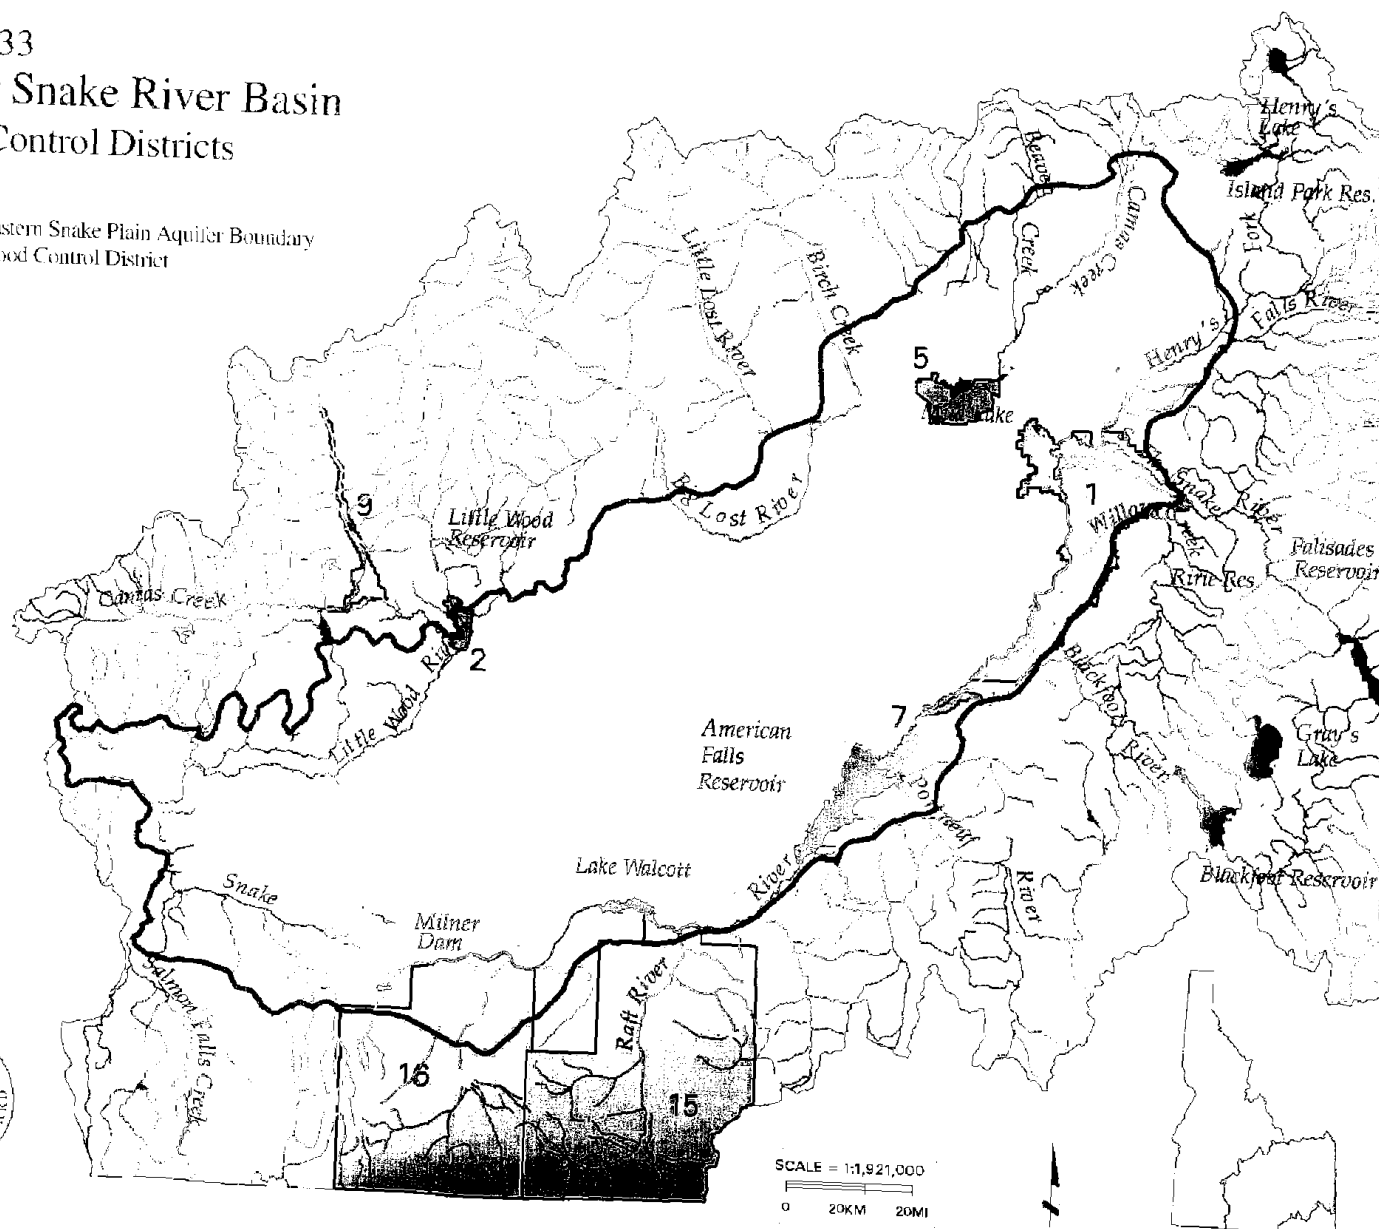 33
Snake River Basin
Control Districts
stern Snake Plain Aquifer Boundary
ood Control District
Henry's
Lake
Island Park Res.
Beaver
Creek
Camas Creek
Fork
Falls River
Henry's
Little Lost River
Birch Creek
5
Mud Lake
9
Little Wood
Reservoir
Big Lost River
1
Snake River
Willow
Creek
Palisades
Reservoir
Ririe Res.
Camas Creek
2
Little Wood River
Blackfoot River
7
American
Falls
Reservoir
Gray's
Lake
Portneuf
River
Blackfoot Reservoir
Lake Walcott
River
Snake
Milner
Dam
Salmon Falls Creek
Raft River
16
15
SCALE = 1:1,921,000
0 20KM 20MI